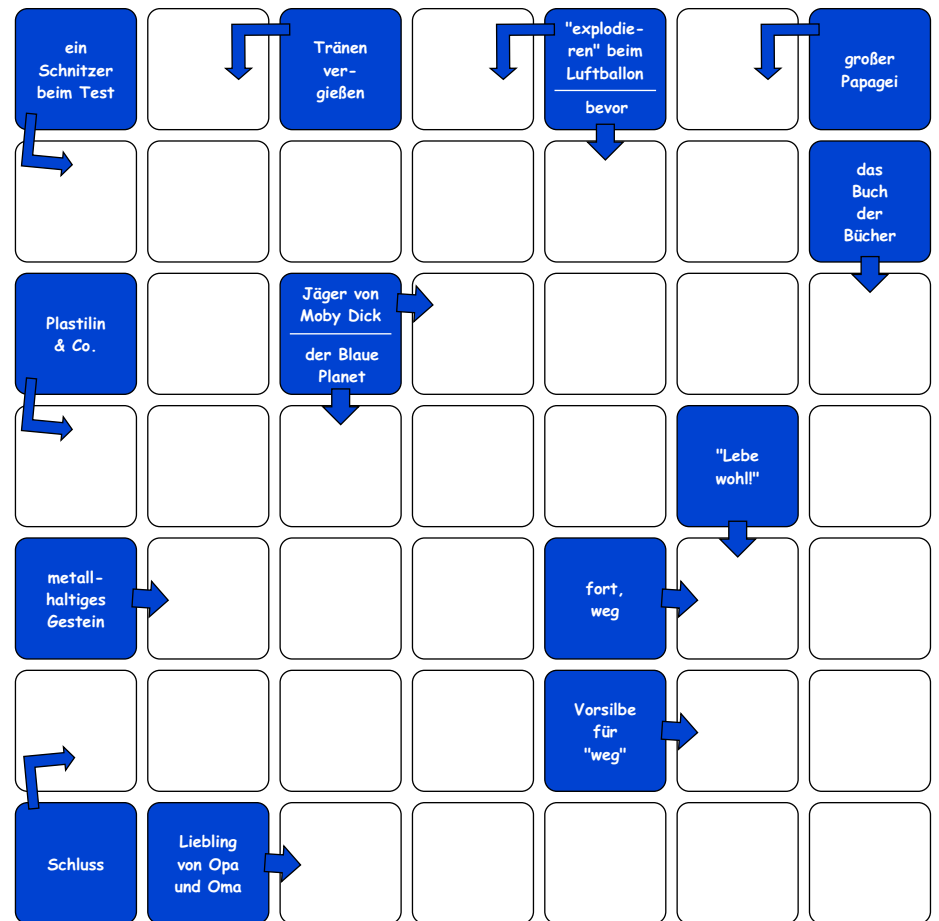 ein
Schnitzer
beim Test
Tränen
ver-
gießen
"explodie-
ren" beim
Luftballon
bevor
großer
Papagei
das
Buch
der
Bücher
Plastilin
& Co.
Jäger von
Moby Dick
der Blaue
Planet
"Lebe
wohl!"
metall-
haltiges
Gestein
fort,
weg
Vorsilbe
für
"weg"
Schluss
Liebling
von Opa
und Oma